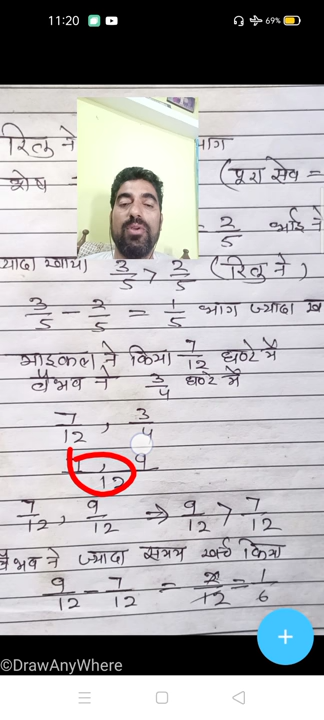 11:20
69%
रितु ने भाग
शेष = (पूरा सेव =
= 2/5 भाई ने
ज्यादा खाया 3/5 > 2/5 (रितु ने)
3/5 - 2/5 = 1/5 भाग ज्यादा
माइकल ने किया 7/12 घण्टे में
वैभव ने 3/4 घण्टे में
7/12 , 3/4
12
7/12 , 9/12 ⇒ 9/12 > 7/12
वैभव ने ज्यादा समय खर्च किया
9/12 - 7/12 = 2/12 = 1/6
+
©DrawAnyWhere